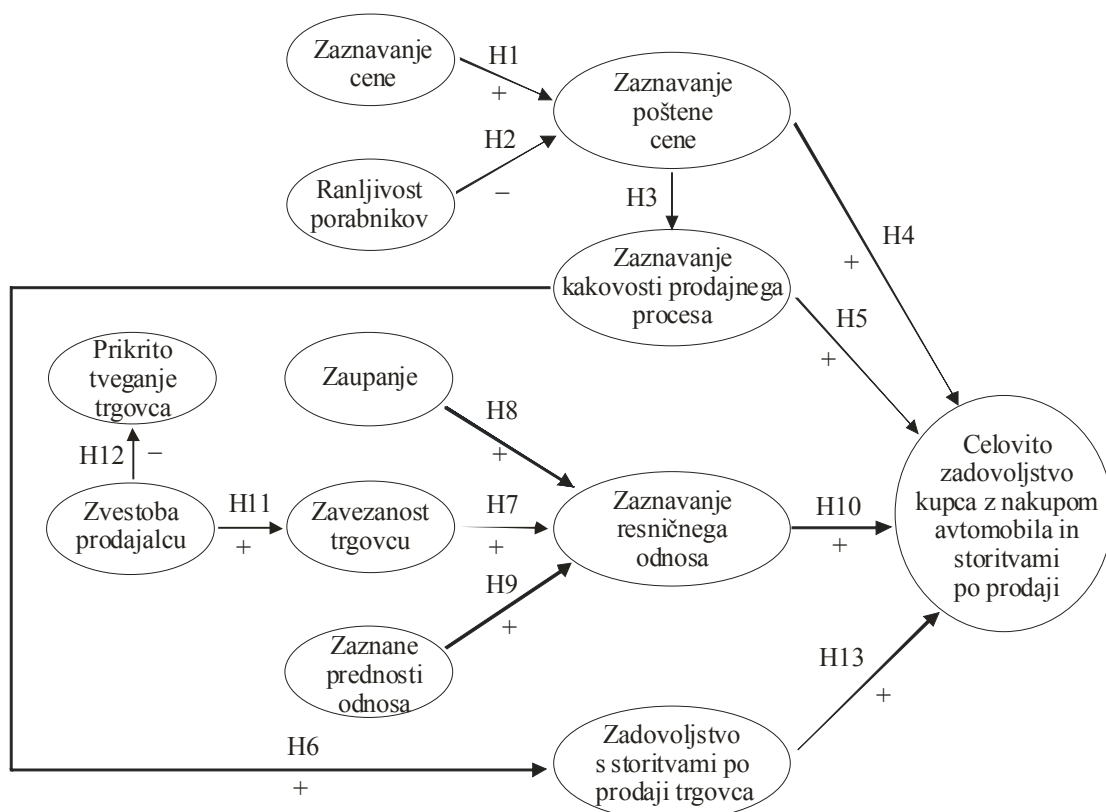 Zaznavanje
cene
H1
+
Zaznavanje
poštene
cene
H2
−
Ranljivost
porabnikov
H3
H4
+
Zaznavanje
kakovosti prodajnega
procesa
H5
+
Prikrito
tveganje
trgovca
Zaupanje
H8
+
H12
−
Zvestoba
prodajalcu
H11
+
Zavezanost
trgovcu
H7
+
Zaznavanje
resničnega
odnosa
H10
+
Celovito
zadovoljstvo
kupca z nakupom
avtomobila in
storitvami
po prodaji
H9
+
Zaznane
prednosti
odnosa
H13
+
H6
+
Zadovoljstvo
s storitvami po
prodaji trgovca